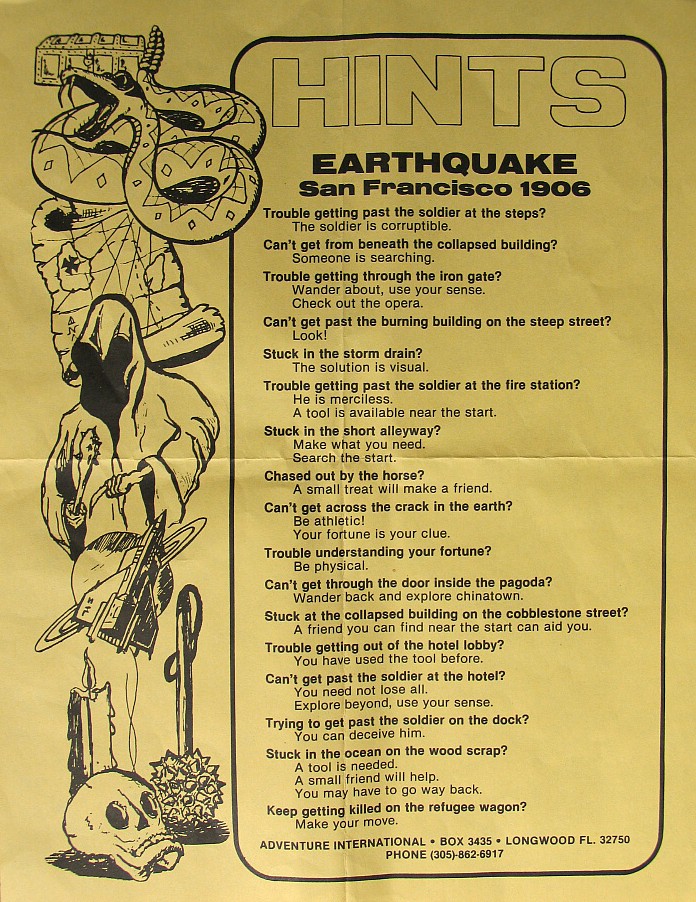 HINTS
EARTHQUAKE
San Francisco 1906
Trouble getting past the soldier at the steps?
The soldier is corruptible.
Can't get from beneath the collapsed building?
Someone is searching.
Trouble getting through the iron gate?
Wander about, use your sense.
Check out the opera.
Can't get past the burning building on the steep street?
Look!
Stuck in the storm drain?
The solution is visual.
Trouble getting past the soldier at the fire station?
He is merciless.
A tool is available near the start.
Stuck in the short alleyway?
Make what you need.
Search the start.
Chased out by the horse?
A small treat will make a friend.
Can't get across the crack in the earth?
Be athletic!
Your fortune is your clue.
Trouble understanding your fortune?
Be physical.
Can't get through the door inside the pagoda?
Wander back and explore chinatown.
Stuck at the collapsed building on the cobblestone street?
A friend you can find near the start can aid you.
Trouble getting out of the hotel lobby?
You have used the tool before.
Can't get past the soldier at the hotel?
You need not lose all.
Explore beyond, use your sense.
Trying to get past the soldier on the dock?
You can deceive him.
Stuck in the ocean on the wood scrap?
A tool is needed.
A small friend will help.
You may have to go way back.
Keep getting killed on the refugee wagon?
Make your move.
ADVENTURE INTERNATIONAL • BOX 3435 • LONGWOOD FL. 32750
PHONE (305)-862-6917